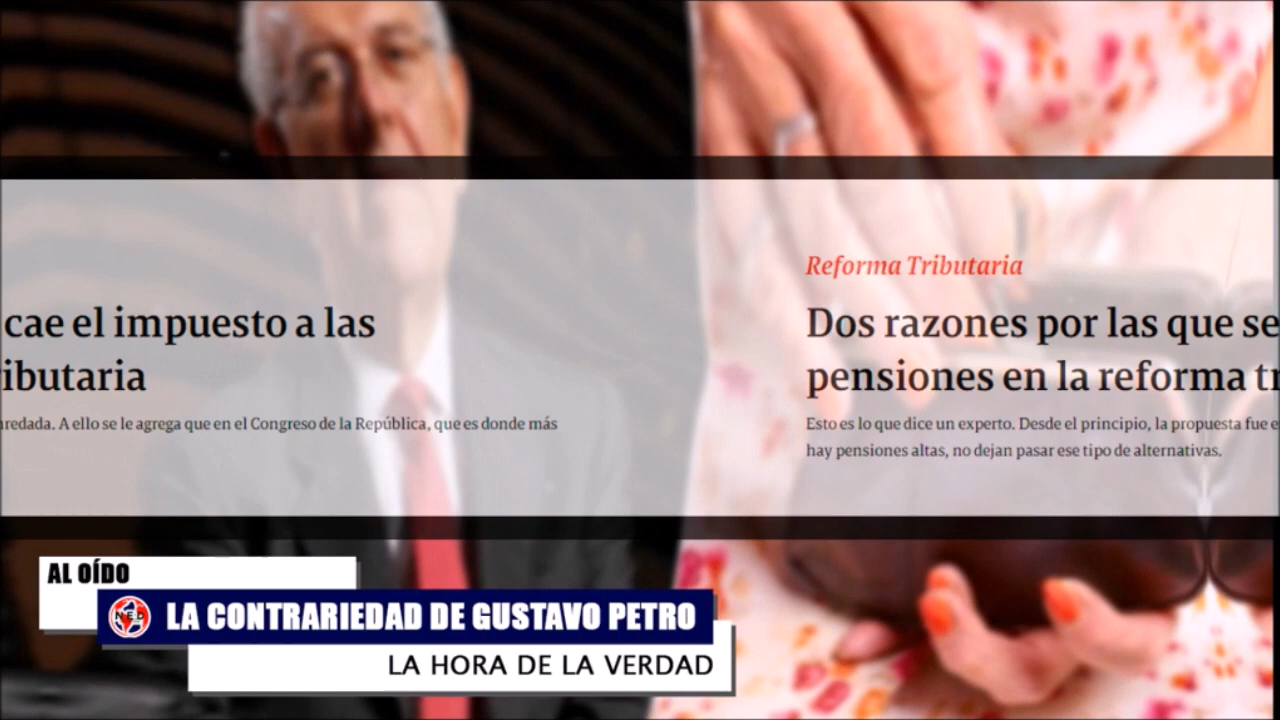 cae el impuesto a las
ibutaria
redada. A ello se le agrega que en el Congreso de la República, que es donde más
Reforma Tributaria
Dos razones por las que se
pensiones en la reforma tr
Esto es lo que dice un experto. Desde el principio, la propuesta fue e
hay pensiones altas, no dejan pasar ese tipo de alternativas.
AL OÍDO
LA CONTRARIEDAD DE GUSTAVO PETRO
LA HORA DE LA VERDAD